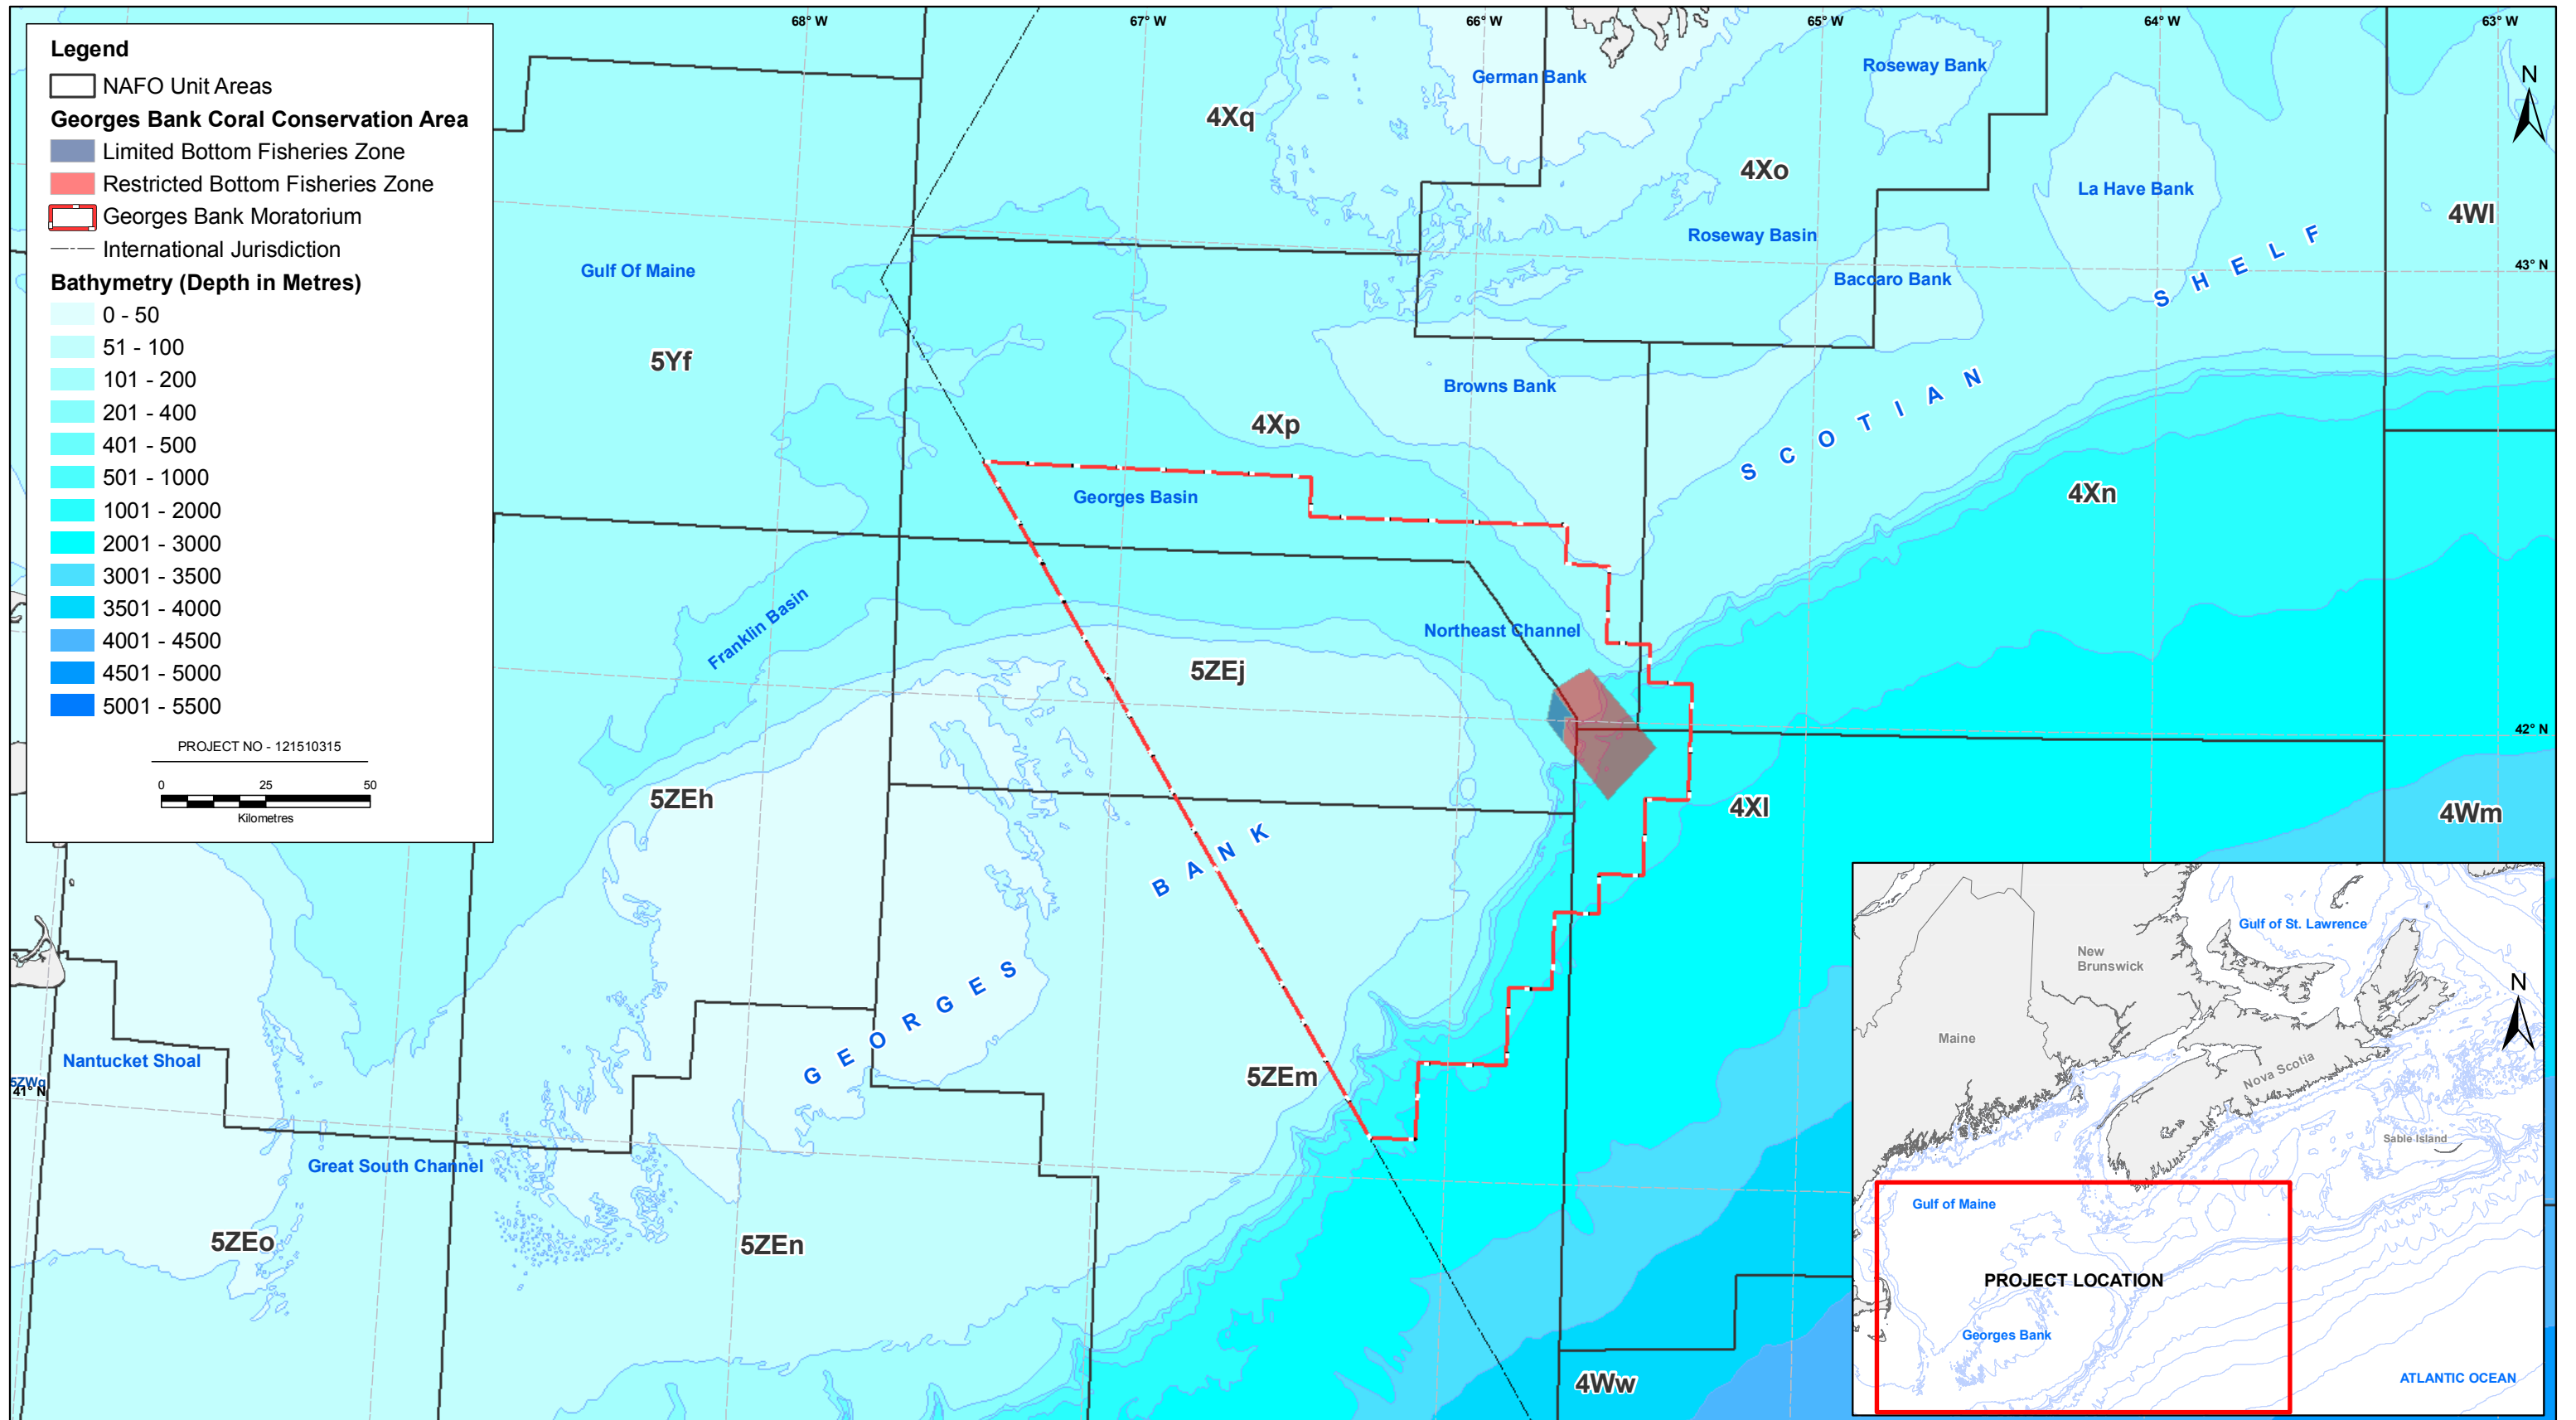 Legend
NAFO Unit Areas
Georges Bank Coral Conservation Area
Limited Bottom Fisheries Zone
Restricted Bottom Fisheries Zone
Georges Bank Moratorium
International Jurisdiction
Bathymetry (Depth in Metres)
0 - 50
51 - 100
101 - 200
201 - 400
401 - 500
501 - 1000
1001 - 2000
2001 - 3000
3001 - 3500
3501 - 4000
4001 - 4500
4501 - 5000
5001 - 5500
PROJECT NO - 121510315
0 25 50
Kilometres
68° W
67° W
66° W
65° W
64° W
63° W
N
German Bank
Roseway Bank
4Xq
4Xo
La Have Bank
4Wl
Roseway Basin
Gulf Of Maine
Baccaro Bank
43° N
SCOTIAN SHELF
5Yf
Browns Bank
4Xp
Georges Basin
4Xn
Franklin Basin
Northeast Channel
5ZEj
42° N
5ZEh
4Xl
4Wm
GEORGES BANK
Nantucket Shoal
5ZEm
5ZWq
41° N
Great South Channel
5ZEo
5ZEn
4Ww
Gulf of St. Lawrence
New
Brunswick
N
Maine
Nova Scotia
Sable Island
Gulf of Maine
PROJECT LOCATION
Georges Bank
ATLANTIC OCEAN